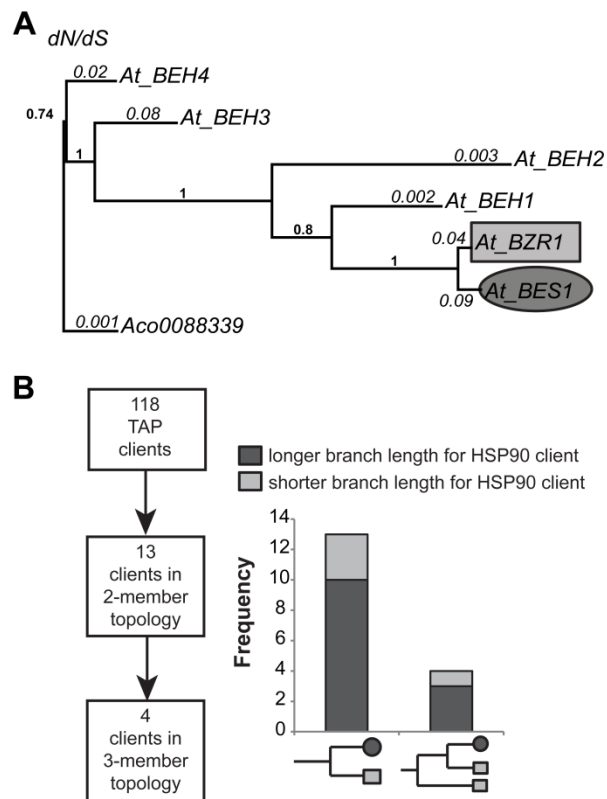 A
dN/dS
0.02 At_BEH4
0.74
0.08 At_BEH3
1
0.003 At_BEH2
1
0.002 At_BEH1
0.8
0.04 At_BZR1
1
0.09 At_BES1
0.001 Aco0088339
B
118
TAP
clients
13
clients in
2-member
topology
4
clients in
3-member
topology
longer branch length for HSP90 client
shorter branch length for HSP90 client
Frequency
14
12
10
8
6
4
2
0